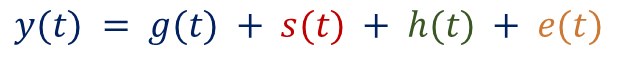 y(t) = g(t) + s(t) + h(t) + e(t)